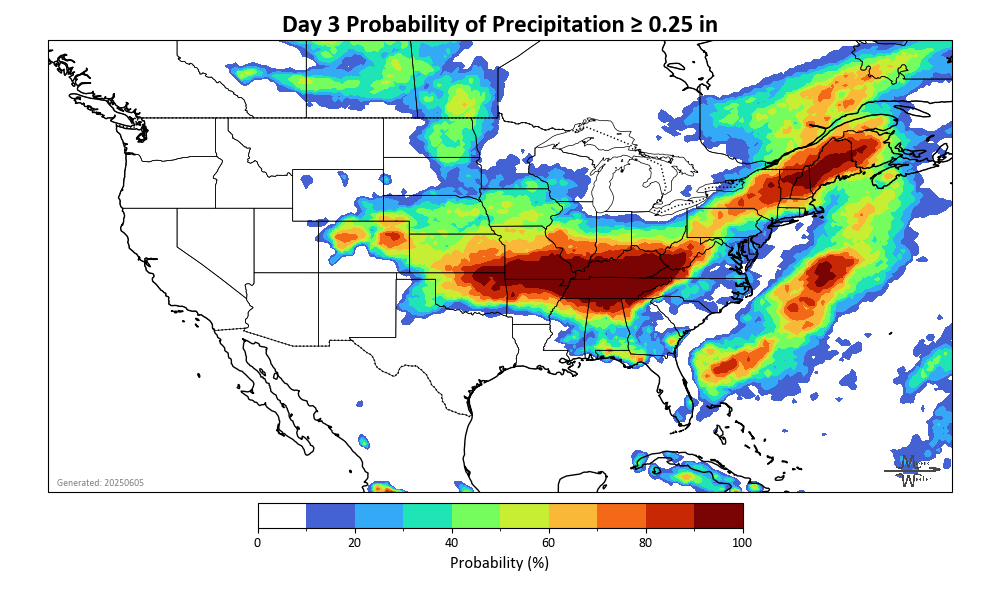 Day 3 Probability of Precipitation ≥ 0.25 in
Generated: 20250605
0 20 40 60 80 100
Probability (%)